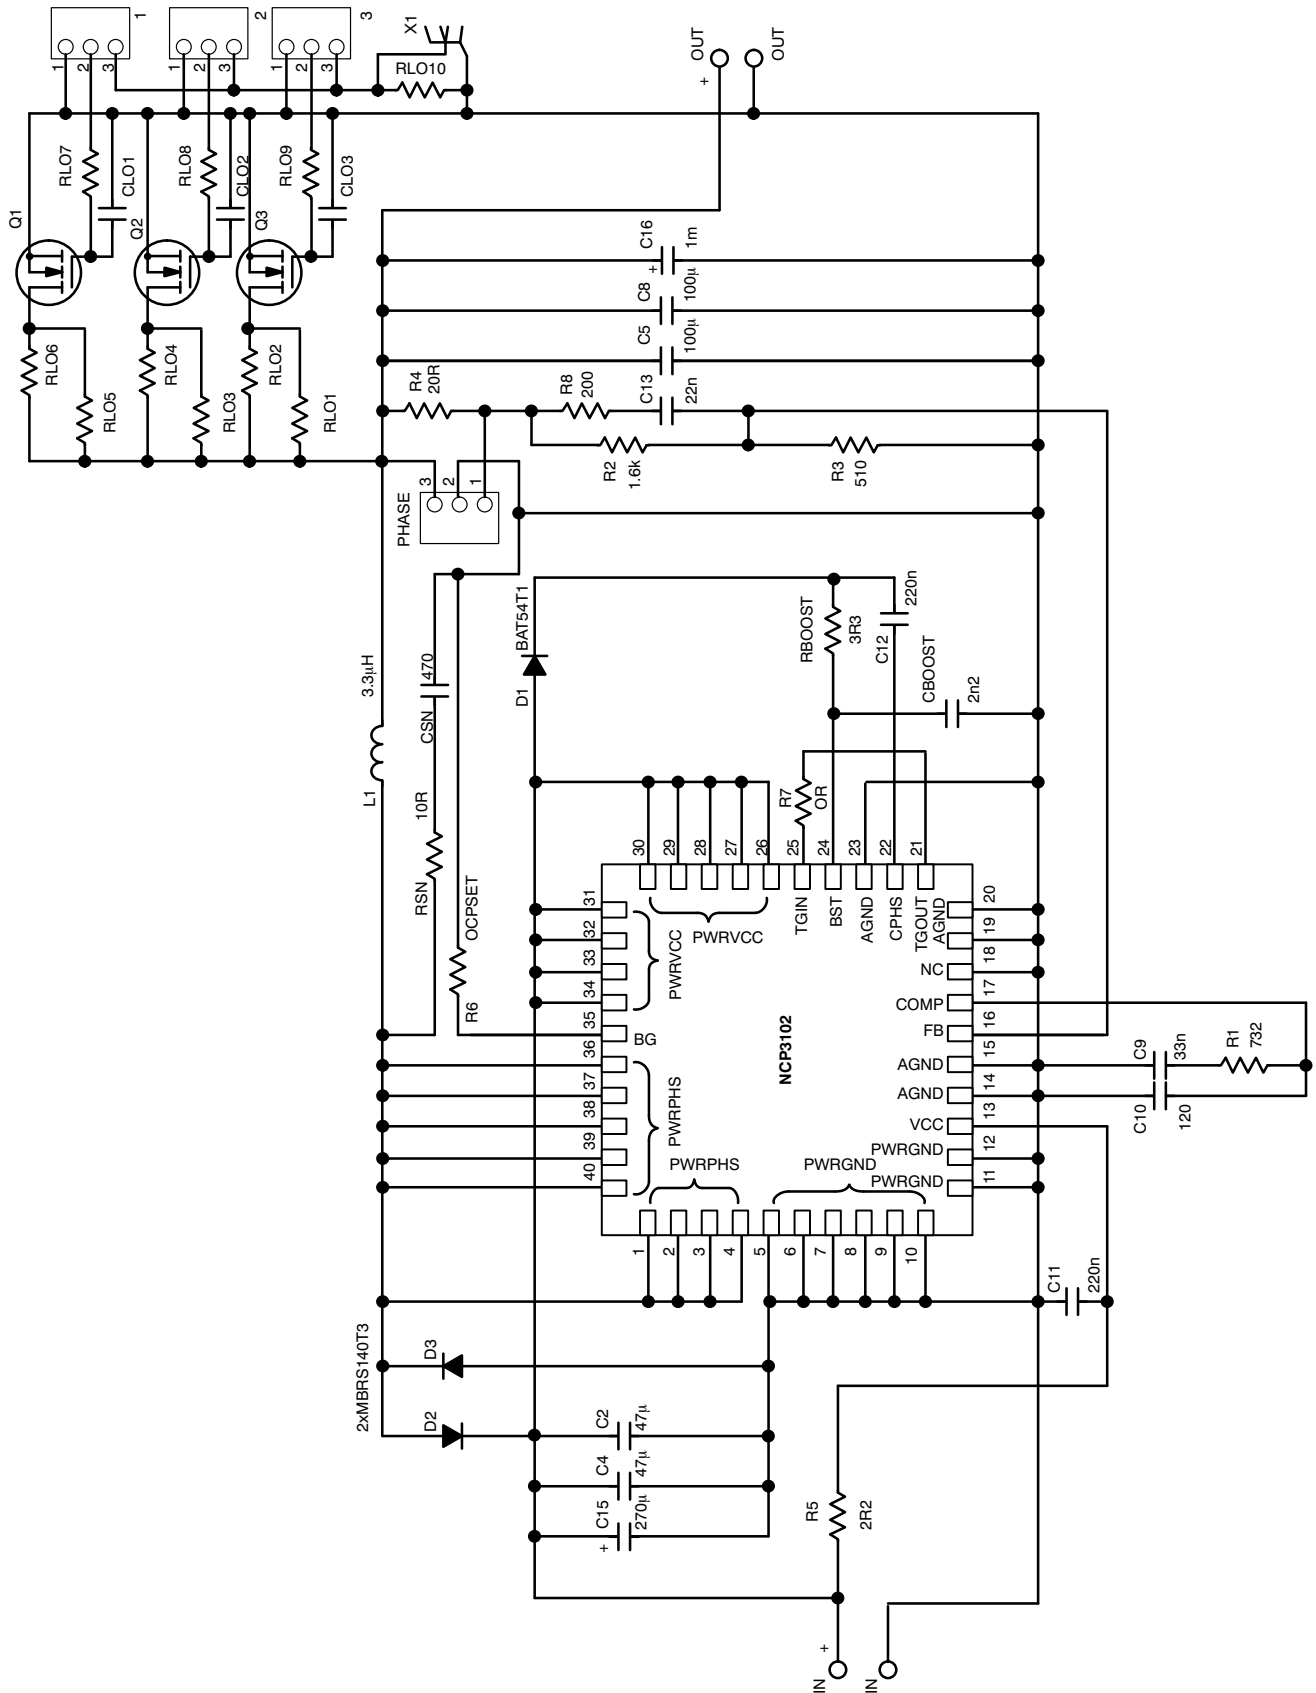 1
2
3
X1
1
2
3
1
2
3
1
2
3
RLO10
OUT
+
OUT
Q1
RLO7
CLO1
Q2
RLO8
CLO2
Q3
RLO9
CLO3
RLO6
RLO5
RLO4
RLO3
RLO2
RLO1
C16
+
1m
C8
100µ
C5
100µ
R4
20R
R8
200
C13
22n
R2
1.6k
R3
510
PHASE
3
2
1
L1
3.3µH
RSN
10R
CSN
470
R6
OCPSET
D1
BAT54T1
RBOOST
3R3
C12
220n
CBOOST
2n2
R7
OR
30
29
28
27
26
25
24
23
22
21
PWRVCC
TGIN
BST
AGND
CPHS
TGOUT
31
32
33
34
35
36
37
38
39
40
PWRVCC
BG
PWRPHS
NCP3102
AGND
NC
COMP
FB
AGND
AGND
VCC
PWRGND
PWRGND
20
19
18
17
16
15
14
13
12
11
PWRPHS
PWRGND
1
2
3
4
5
6
7
8
9
10
C9
33n
R1
732
C10
120
C11
220n
2xMBRS140T3
D3
D2
C2
47µ
C4
47µ
C15
+
270µ
R5
2R2
IN
+
IN